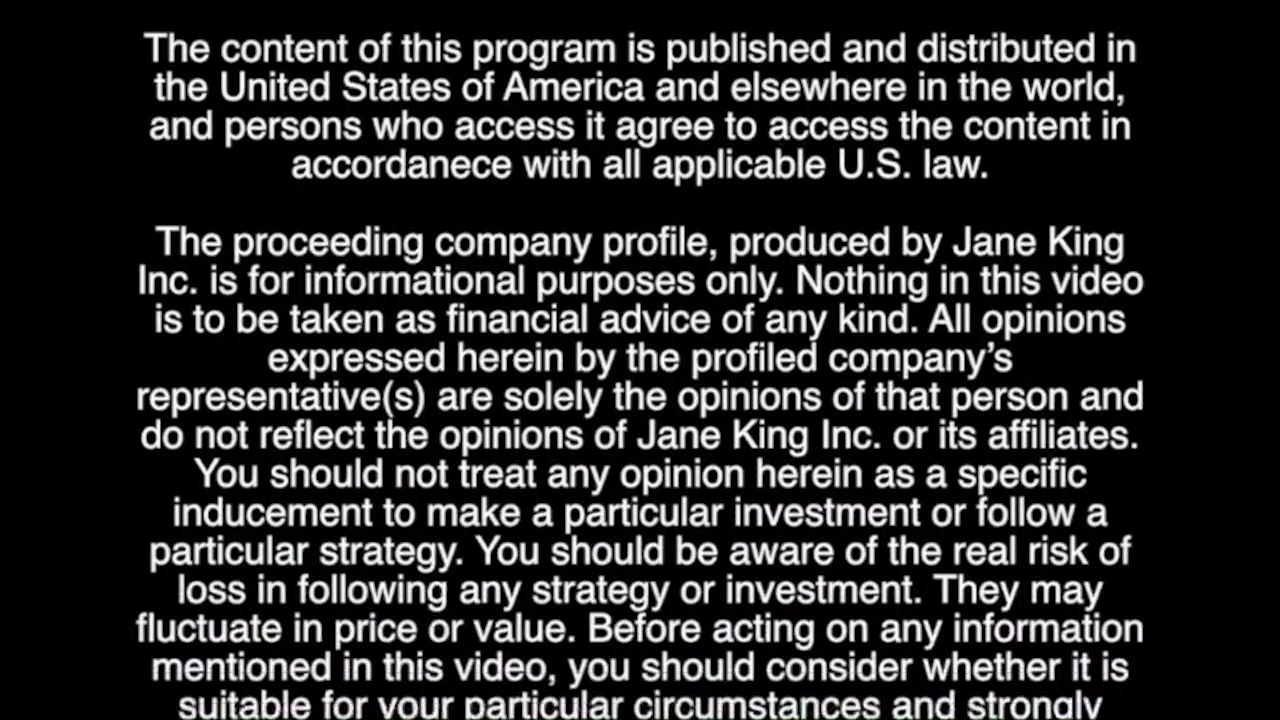 The content of this program is published and distributed in
the United States of America and elsewhere in the world,
and persons who access it agree to access the content in
accordanece with all applicable U.S. law.
The proceeding company profile, produced by Jane King
Inc. is for informational purposes only. Nothing in this video
is to be taken as financial advice of any kind. All opinions
expressed herein by the profiled company’s
representative(s) are solely the opinions of that person and
do not reflect the opinions of Jane King Inc. or its affiliates.
You should not treat any opinion herein as a specific
inducement to make a particular investment or follow a
particular strategy. You should be aware of the real risk of
loss in following any strategy or investment. They may
fluctuate in price or value. Before acting on any information
mentioned in this video, you should consider whether it is
suitable for your particular circumstances and strongly